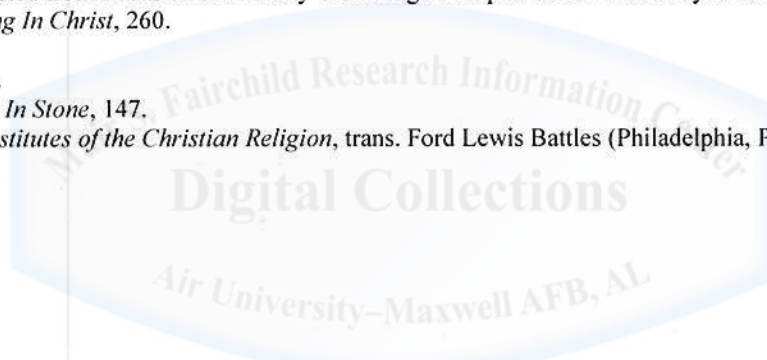 g In Christ, 260.
In Stone, 147.
stitutes of the Christian Religion, trans. Ford Lewis Battles (Philadelphia, P
Fairchild Research Information Center
Digital Collections
Air University–Maxwell AFB, AL